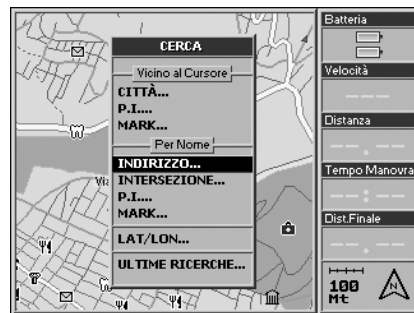 CERCA
Vicino al Cursore
CITTÀ...
P.I....
MARK...
Per Nome
INDIRIZZO...
INTERSEZIONE...
P.I....
MARK...
LAT/LON...
ULTIME RICERCHE...
Via
Batteria
Velocità
---
Distanza
--.--
Tempo Manovra
--:--
Dist.Finale
--.--
100
Mt
N